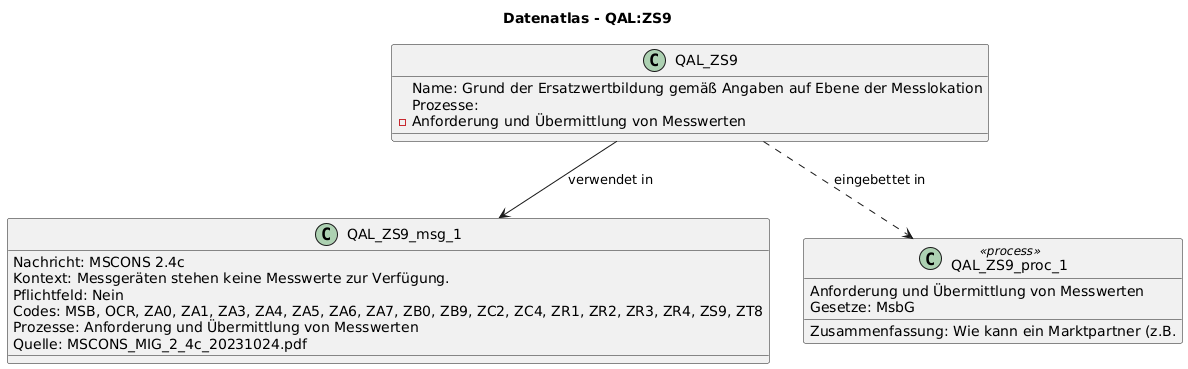 Datenatlas - QAL:ZS9
C QAL_ZS9
Name: Grund der Ersatzwertbildung gemäß Angaben auf Ebene der Messlokation
Prozesse:
Anforderung und Übermittlung von Messwerten
verwendet in
eingebettet in
C QAL_ZS9_msg_1
Nachricht: MSCONS 2.4c
Kontext: Messgeräten stehen keine Messwerte zur Verfügung.
Pflichtfeld: Nein
Codes: MSB, OCR, ZA0, ZA1, ZA3, ZA4, ZA5, ZA6, ZA7, ZB0, ZB9, ZC2, ZC4, ZR1, ZR2, ZR3, ZR4, ZS9, ZT8
Prozesse: Anforderung und Übermittlung von Messwerten
Quelle: MSCONS_MIG_2_4c_20231024.pdf
«process»
C QAL_ZS9_proc_1
Anforderung und Übermittlung von Messwerten
Gesetze: MsbG
Zusammenfassung: Wie kann ein Marktpartner (z.B.